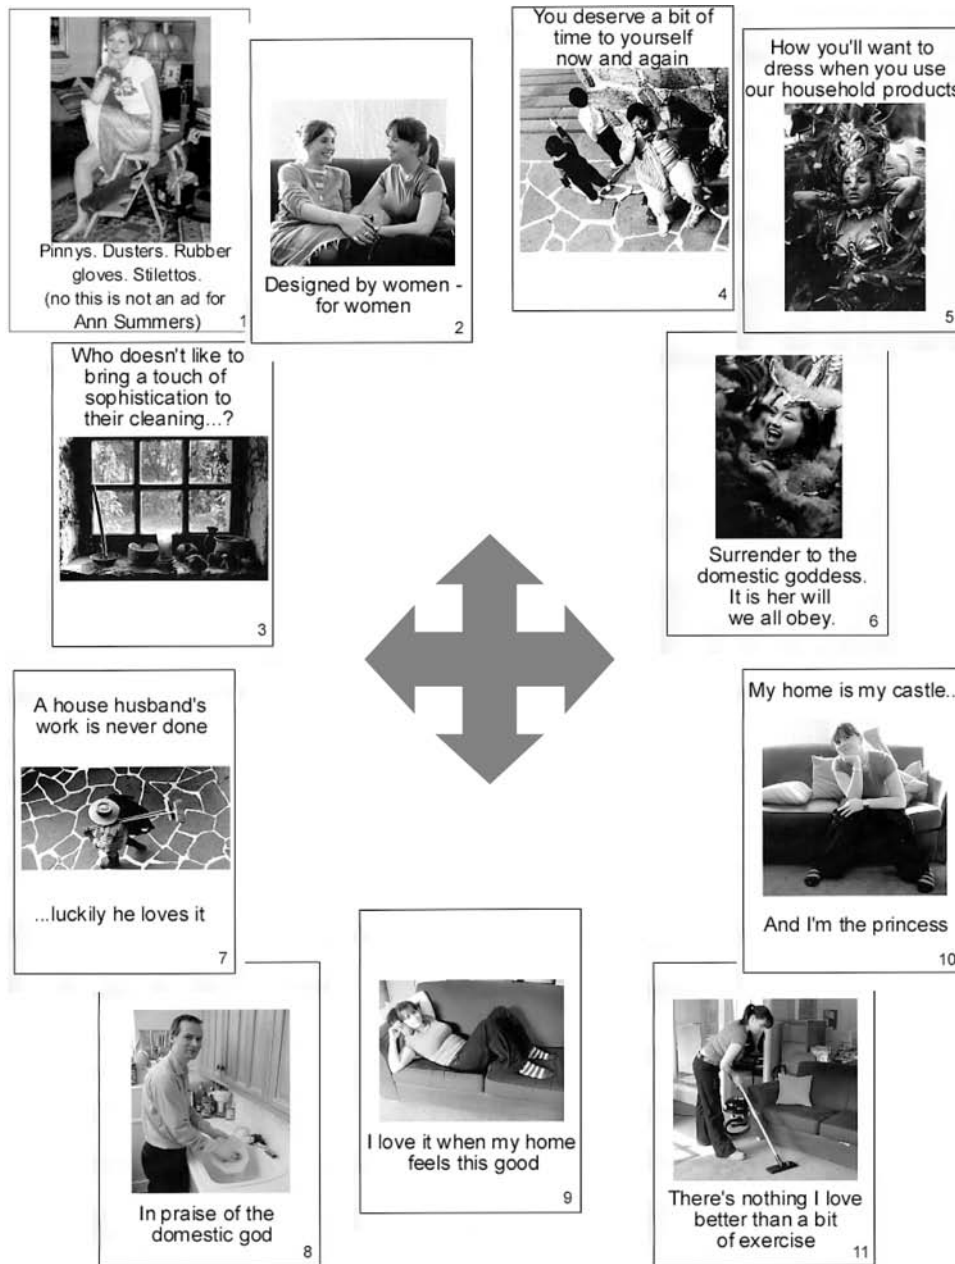 Pinnys. Dusters. Rubber
gloves. Stilettos.
(no this is not an ad for
Ann Summers)
1
Designed by women -
for women
2
Who doesn't like to
bring a touch of
sophistication to
their cleaning...?
3
You deserve a bit of
time to yourself
now and again
4
How you'll want to
dress when you use
our household products
5
Surrender to the
domestic goddess.
It is her will
we all obey.
6
A house husband's
work is never done
...luckily he loves it
7
In praise of the
domestic god
8
I love it when my home
feels this good
9
My home is my castle..
And I'm the princess
10
There's nothing I love
better than a bit
of exercise
11